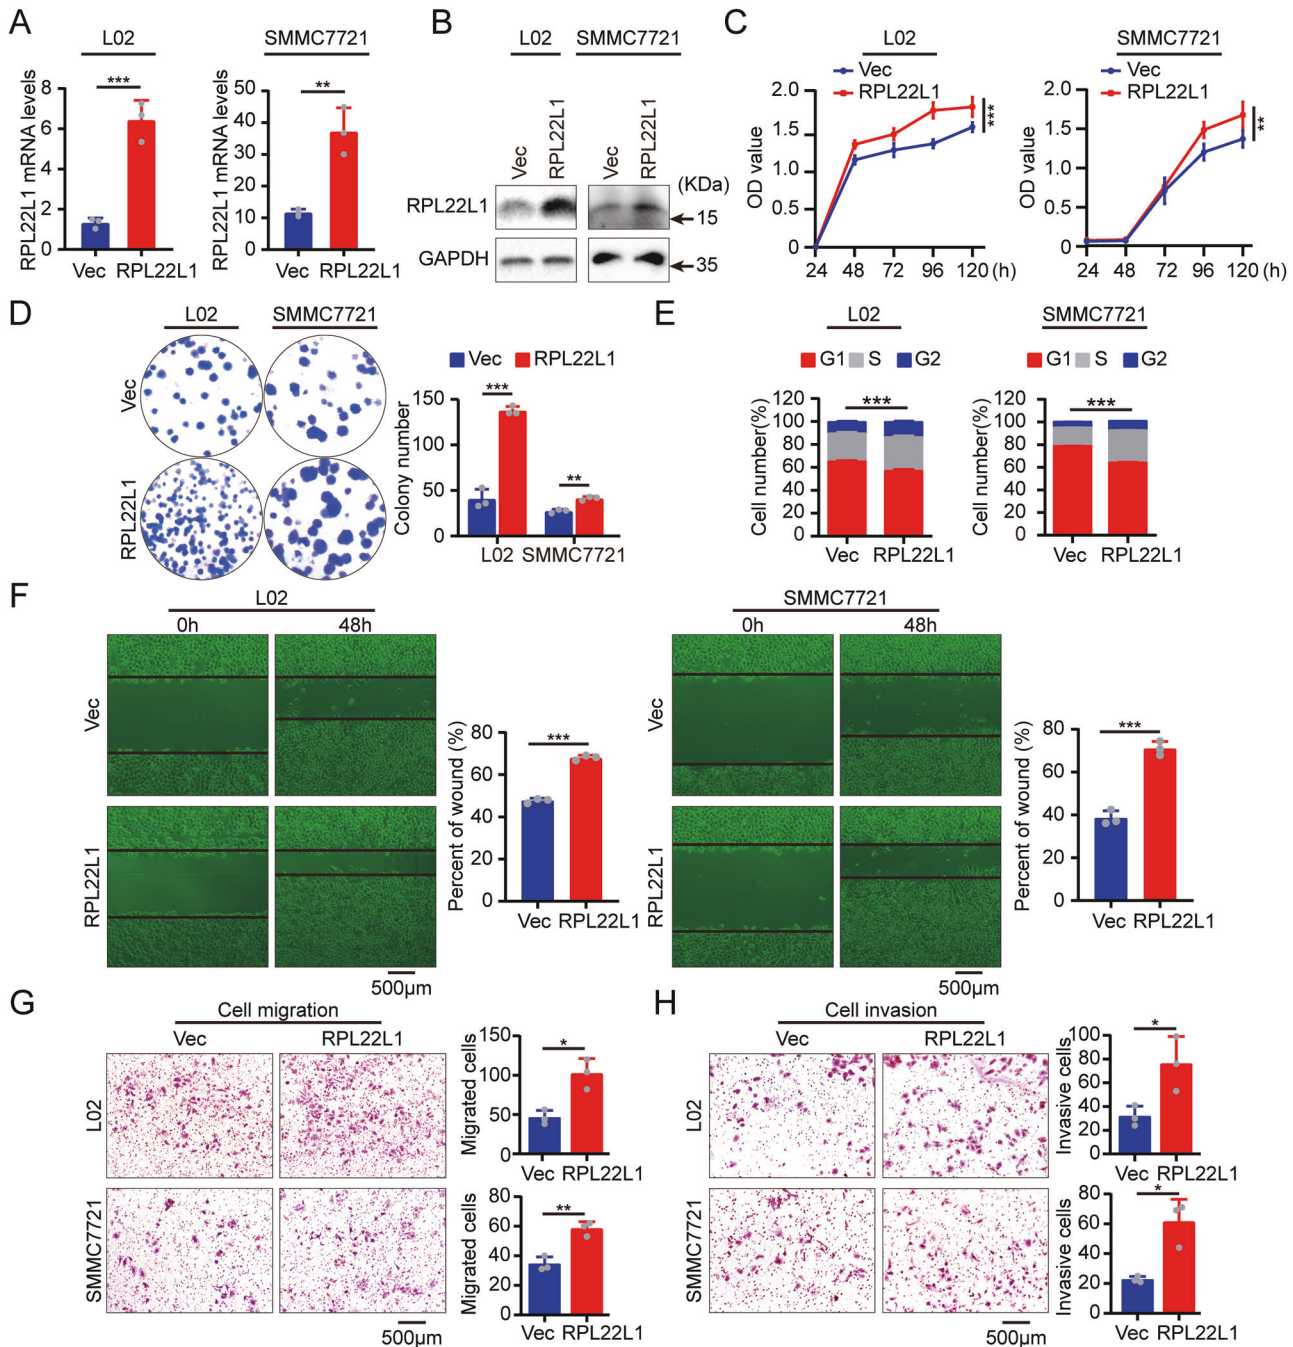 A
L02
SMMC7721
RPL22L1 mRNA levels
8
6
4
2
0
***
Vec RPL22L1
RPL22L1 mRNA levels
50
40
30
20
10
0
**
Vec RPL22L1
B
L02
SMMC7721
Vec
RPL22L1
Vec
RPL22L1
(KDa)
RPL22L1
15
GAPDH
35
C
L02
Vec
RPL22L1
OD value
2.0
1.5
1.0
0.5
0
***
24 48 72 96 120 (h)
SMMC7721
Vec
RPL22L1
OD value
2.0
1.5
1.0
0.5
0
**
24 48 72 96 120 (h)
D
L02
SMMC7721
Vec
RPL22L1
Vec RPL22L1
Colony number
150
100
50
0
***
**
L02 SMMC7721
E
L02
G1 S G2
Cell number(%)
120
100
80
60
40
20
0
***
Vec RPL22L1
SMMC7721
G1 S G2
Cell number(%)
120
100
80
60
40
20
0
***
Vec RPL22L1
F
L02
0h 48h
Vec
RPL22L1
500μm
Percent of wound (%)
80
60
40
20
0
***
Vec RPL22L1
SMMC7721
0h 48h
Vec
RPL22L1
500μm
Percent of wound (%)
80
60
40
20
0
***
Vec RPL22L1
G
Cell migration
Vec RPL22L1
L02
SMMC7721
500μm
Migrated cells
150
100
50
0
*
Vec RPL22L1
Migrated cells
80
60
40
20
0
**
Vec RPL22L1
H
Cell invasion
Vec RPL22L1
L02
SMMC7721
500μm
Invasive cells
100
80
60
40
20
0
*
Vec RPL22L1
Invasive cells
80
60
40
20
0
*
Vec RPL22L1